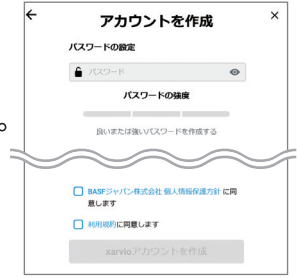 アカウントを作成
パスワードの設定
パスワード
パスワードの強度
良いまたは強いパスワードを作成する
BASFジャパン株式会社 個人情報保護方針 に同
意します
利用規約に同意します
xarvioアカウントを作成